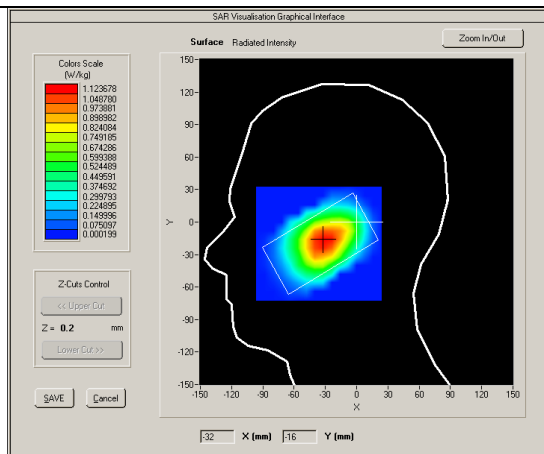 SAR Visualisation Graphical Interface
Surface Radiated Intensity
Zoom In/Out
Colors Scale
(W/kg)
1.123678
1.048780
0.973881
0.898982
0.824084
0.749185
0.674286
0.599388
0.524489
0.449591
0.374692
0.299793
0.224895
0.149996
0.075097
0.000199
Z-Cuts Control
<< Upper Cut
Z = 0.2 mm
Lower Cut >>
SAVE Cancel
150-
120-
90-
60-
30-
0-
-30-
-60-
-90-
-120-
-150-
Y
-150 -120 -90 -60 -30 0 30 60 90 120 150
X
-32 X (mm) -16 Y (mm)